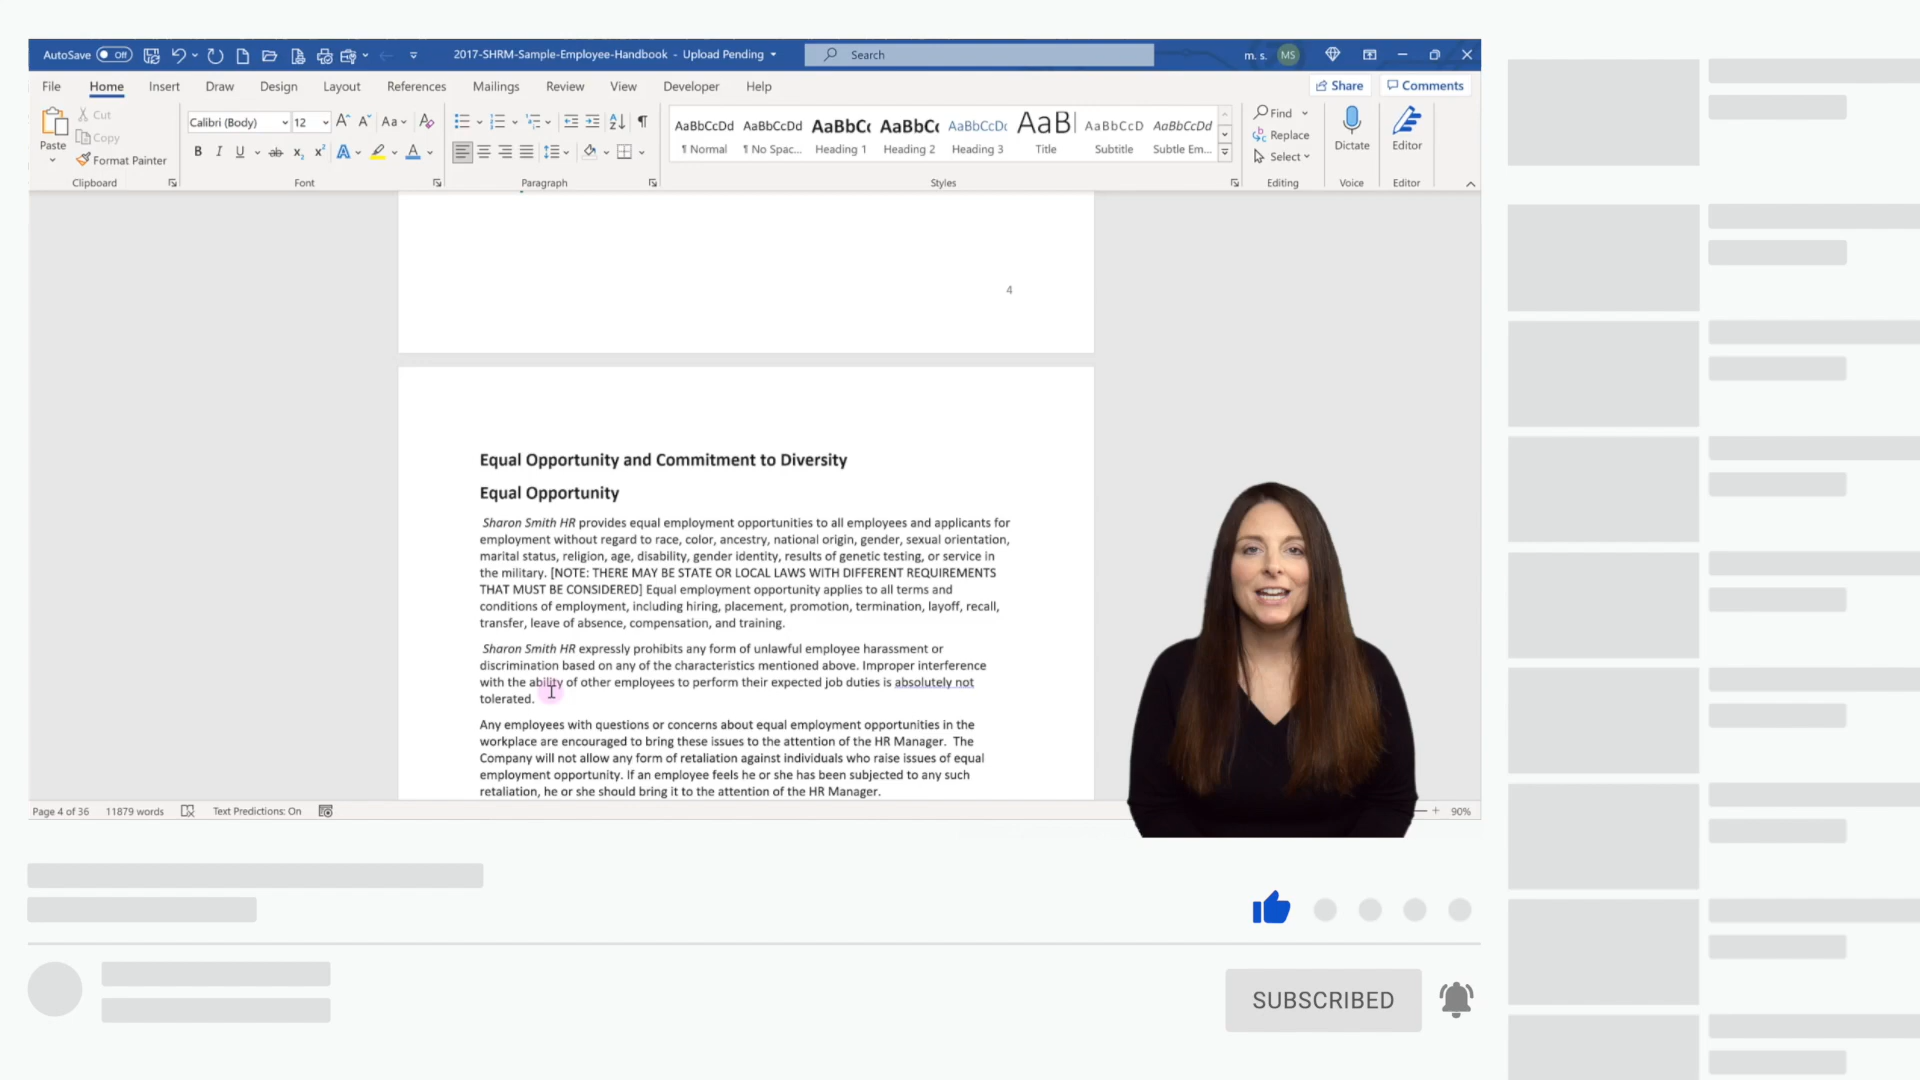 AutoSave Off 2017-SHRM-Sample-Employee-Handbook - Upload Pending Search m. s. MS
File Home Insert Draw Design Layout References Mailings Review View Developer Help Share Comments
Paste Cut Copy Format Painter
Clipboard
Calibri (Body) 12 Aa
B I U ab x₂ x² A A
Font
Paragraph
AaBbCcDd AaBbCcDd AaBbC AaBbC AaBbCcD AaB AaBbCcD AaBbCcDd
¶ Normal ¶ No Spac... Heading 1 Heading 2 Heading 3 Title Subtitle Subtle Em...
Styles
Find
Replace
Select
Editing
Dictate
Voice
Editor
Editor
4
Equal Opportunity and Commitment to Diversity
Equal Opportunity
Sharon Smith HR provides equal employment opportunities to all employees and applicants for
employment without regard to race, color, ancestry, national origin, gender, sexual orientation,
marital status, religion, age, disability, gender identity, results of genetic testing, or service in
the military. [NOTE: THERE MAY BE STATE OR LOCAL LAWS WITH DIFFERENT REQUIREMENTS
THAT MUST BE CONSIDERED] Equal employment opportunity applies to all terms and
conditions of employment, including hiring, placement, promotion, termination, layoff, recall,
transfer, leave of absence, compensation, and training.
Sharon Smith HR expressly prohibits any form of unlawful employee harassment or
discrimination based on any of the characteristics mentioned above. Improper interference
with the ability of other employees to perform their expected job duties is absolutely not
tolerated.
Any employees with questions or concerns about equal employment opportunities in the
workplace are encouraged to bring these issues to the attention of the HR Manager.  The
Company will not allow any form of retaliation against individuals who raise issues of equal
employment opportunity. If an employee feels he or she has been subjected to any such
retaliation, he or she should bring it to the attention of the HR Manager.
Page 4 of 36 11879 words Text Predictions: On 90%
SUBSCRIBED